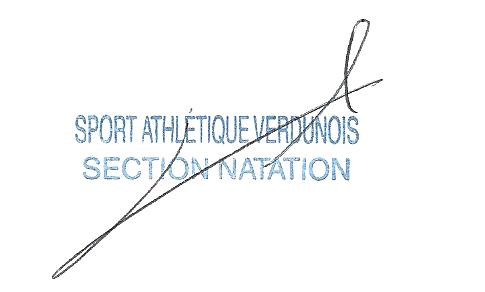 SPORT ATHLÉTIQUE VERDUNOIS
SECTION NATATION